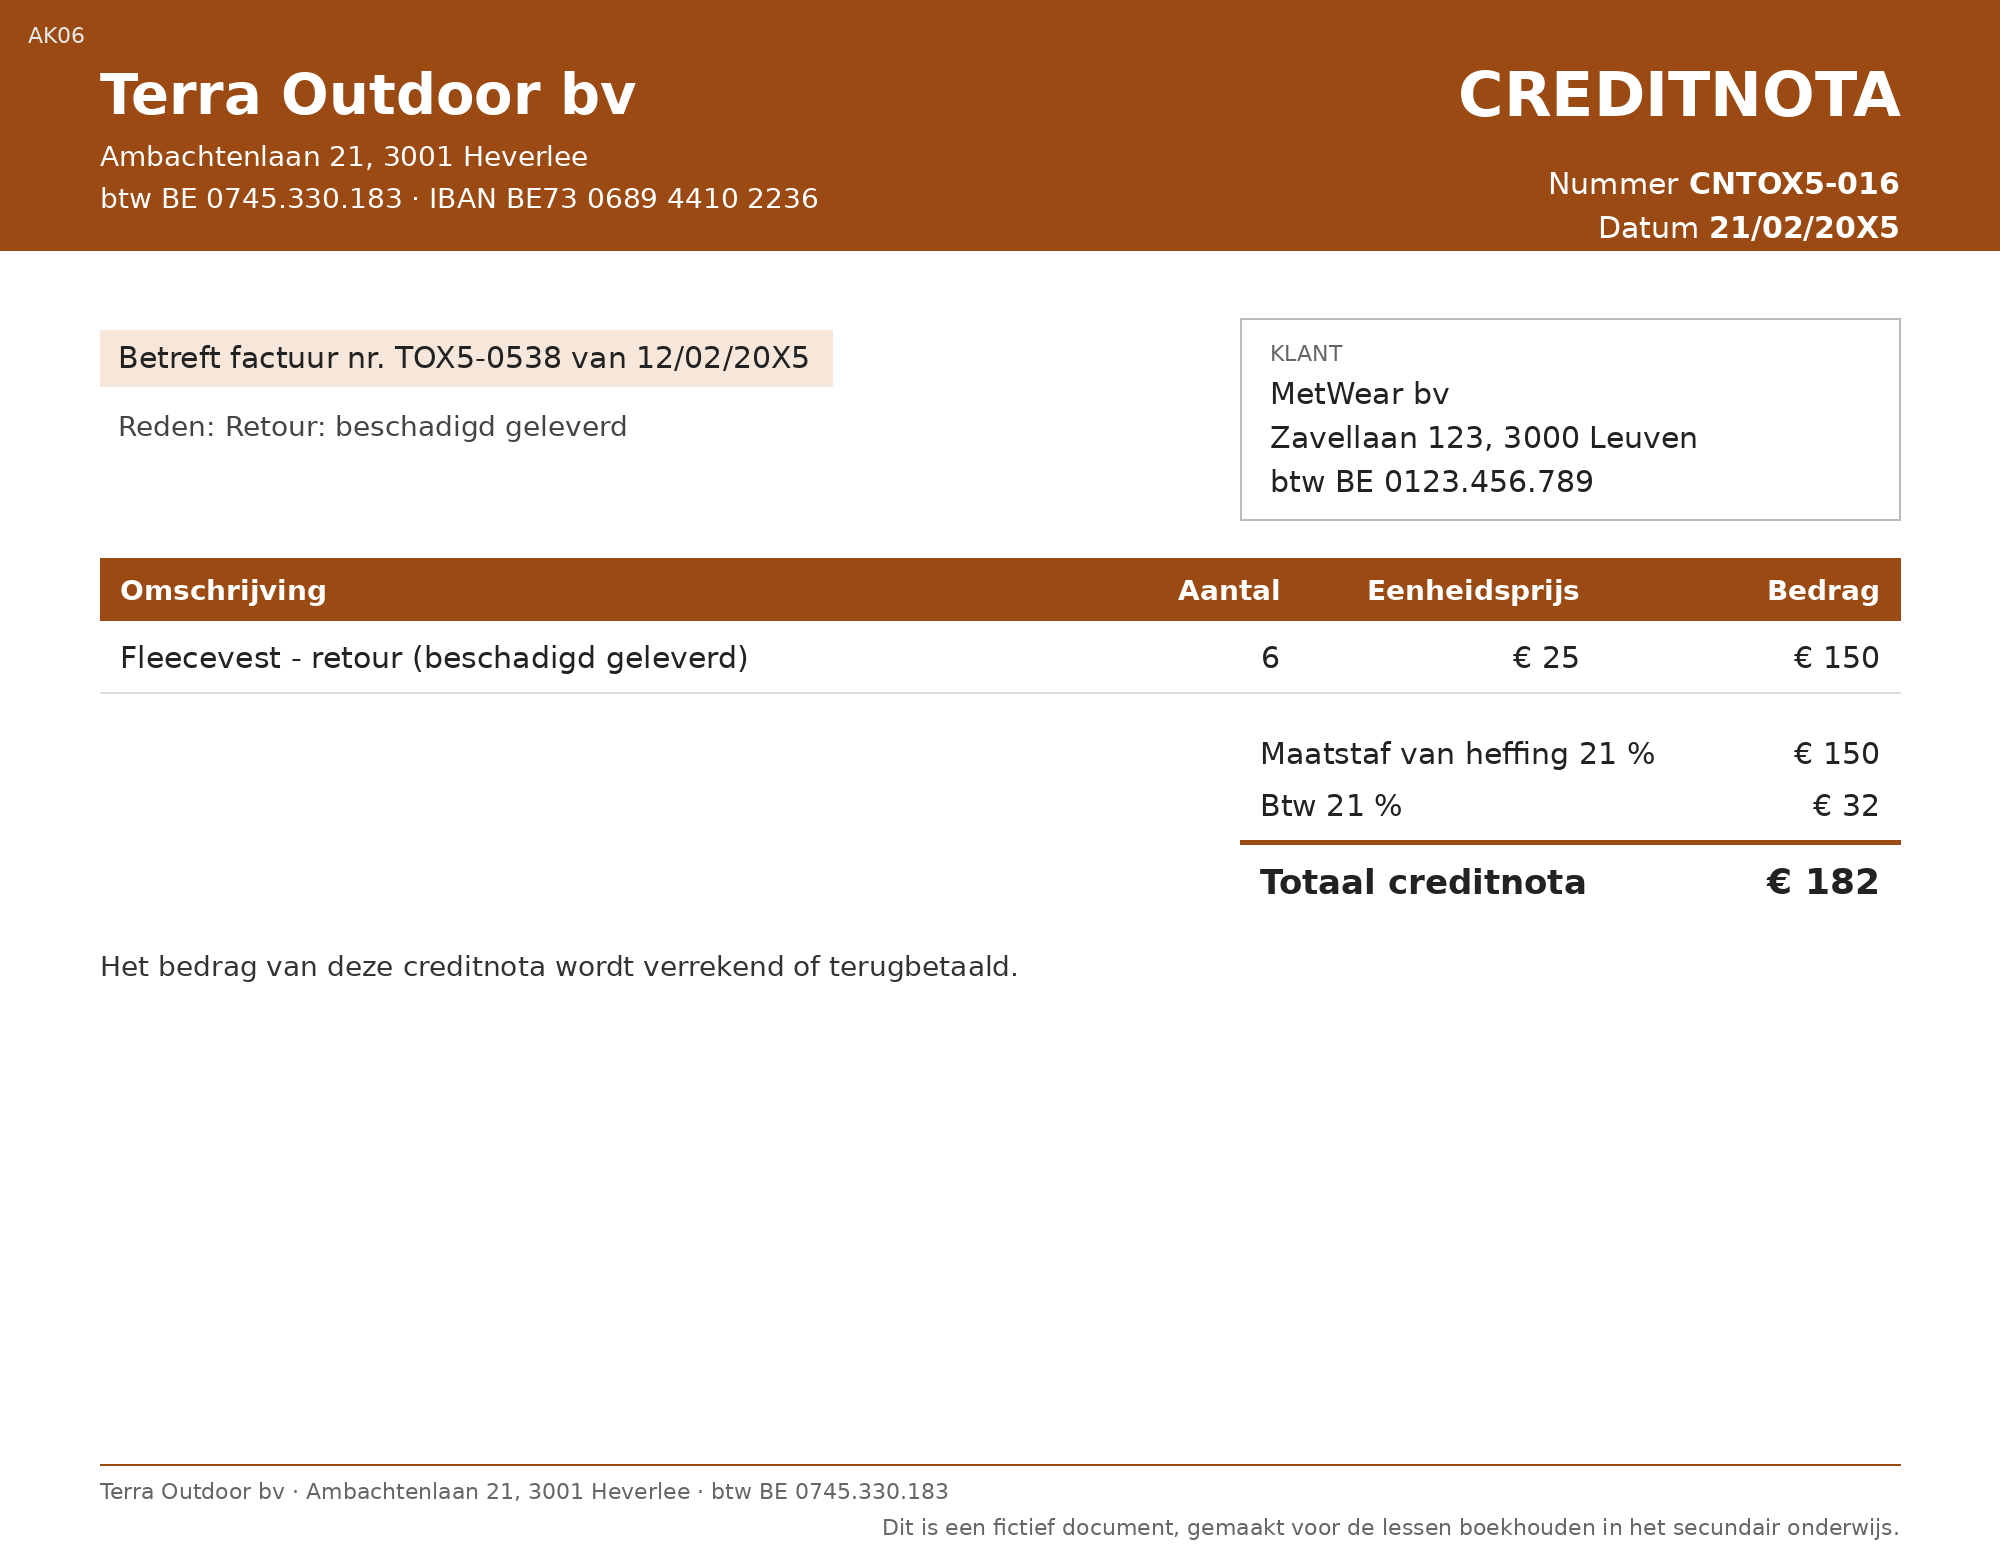 AK06
Terra Outdoor bv
Ambachtenlaan 21, 3001 Heverlee
btw BE 0745.330.183 · IBAN BE73 0689 4410 2236
CREDITNOTA
Nummer CNTOX5-016
Datum 21/02/20X5
Betreft factuur nr. TOX5-0538 van 12/02/20X5
Reden: Retour: beschadigd geleverd
KLANT
MetWear bv
Zavellaan 123, 3000 Leuven
btw BE 0123.456.789
Omschrijving Aantal Eenheidsprijs Bedrag
Fleecevest - retour (beschadigd geleverd) 6 € 25 € 150
Maatstaf van heffing 21 % € 150
Btw 21 % € 32
Totaal creditnota € 182
Het bedrag van deze creditnota wordt verrekend of terugbetaald.
Terra Outdoor bv · Ambachtenlaan 21, 3001 Heverlee · btw BE 0745.330.183
Dit is een fictief document, gemaakt voor de lessen boekhouden in het secundair onderwijs.